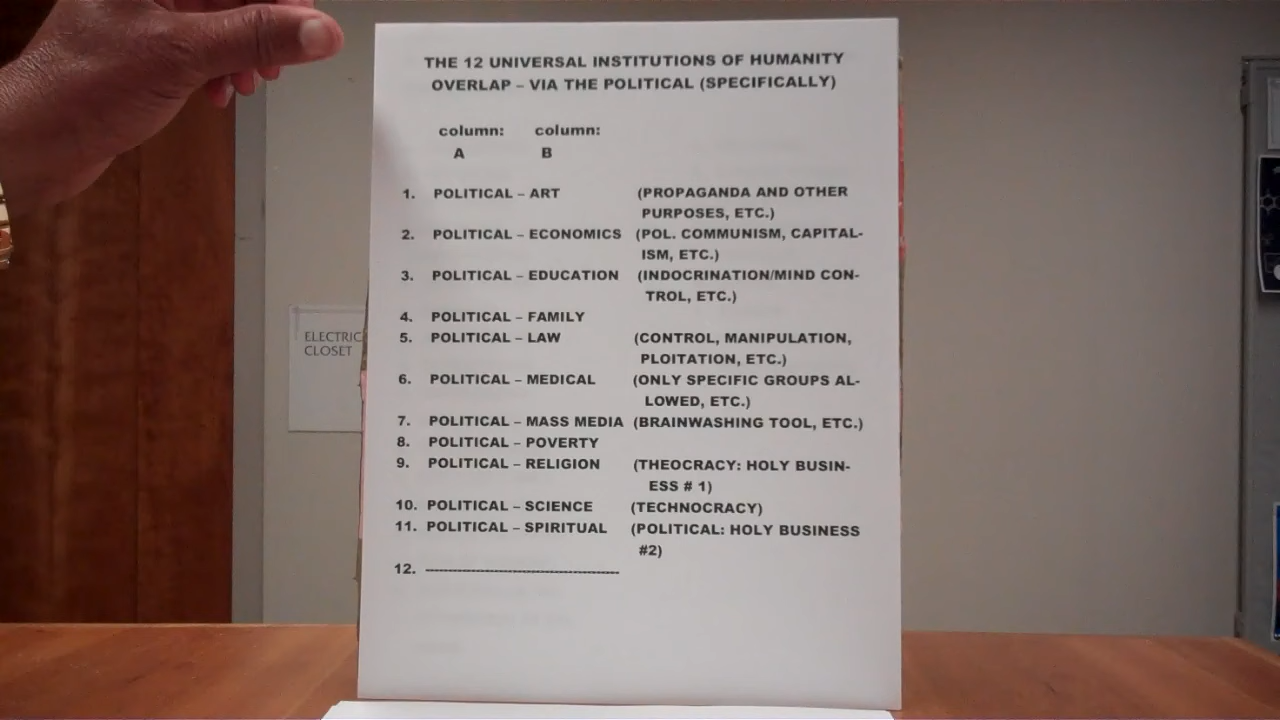 THE 12 UNIVERSAL INSTITUTIONS OF HUMANITY
OVERLAP – VIA THE POLITICAL (SPECIFICALLY)
column: column:
A B
1. POLITICAL – ART (PROPAGANDA AND OTHER
PURPOSES, ETC.)
2. POLITICAL – ECONOMICS (POL. COMMUNISM, CAPITAL-
ISM, ETC.)
3. POLITICAL – EDUCATION (INDOCRINATION/MIND CON-
TROL, ETC.)
4. POLITICAL – FAMILY
5. POLITICAL – LAW (CONTROL, MANIPULATION,
PLOITATION, ETC.)
6. POLITICAL – MEDICAL (ONLY SPECIFIC GROUPS AL-
LOWED, ETC.)
7. POLITICAL – MASS MEDIA (BRAINWASHING TOOL, ETC.)
8. POLITICAL – POVERTY
9. POLITICAL – RELIGION (THEOCRACY: HOLY BUSIN-
ESS # 1)
10. POLITICAL – SCIENCE (TECHNOCRACY)
11. POLITICAL – SPIRITUAL (POLITICAL: HOLY BUSINESS
#2)
12. ------------------------------------
ELECTRIC
CLOSET